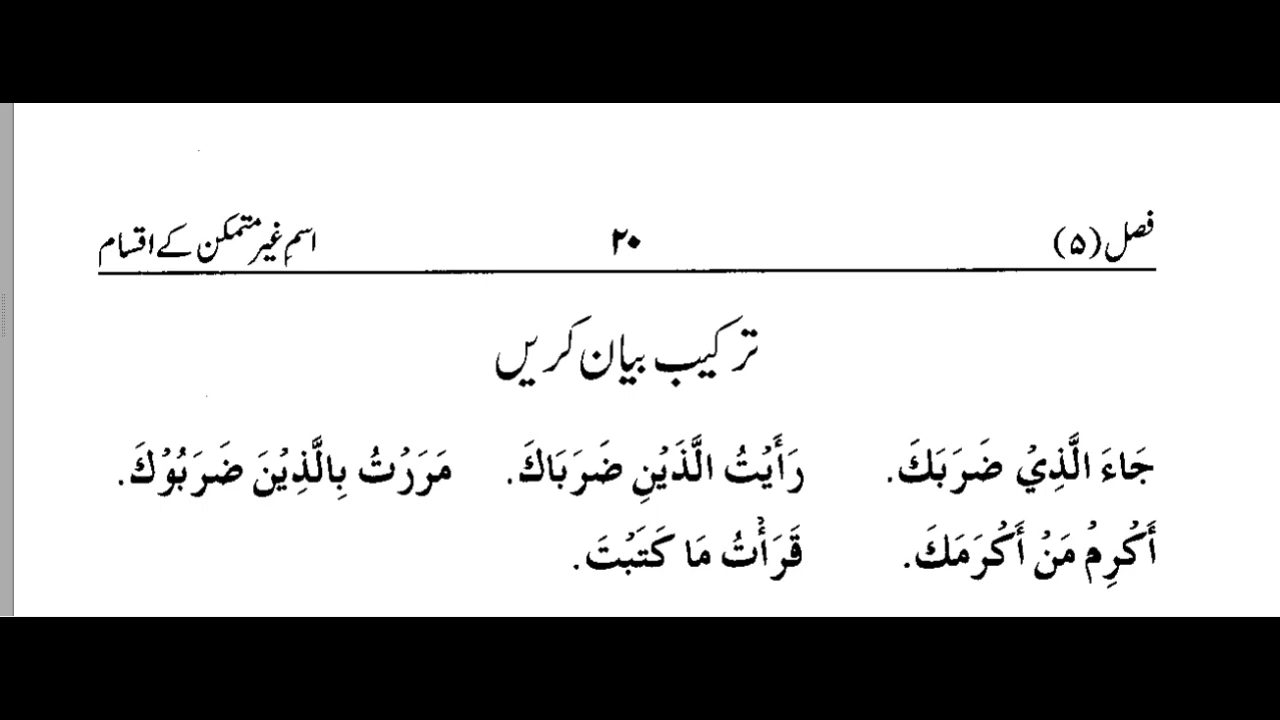 فصل (۵) ۲۰ اسمِ غیر متمکن کے اقسام
ترکیب بیان کریں
جَاءَ الَّذِيْ ضَرَبَكَ. رَأَيْتُ الَّذَيْنِ ضَرَبَاكَ. مَرَرْتُ بِالَّذِيْنَ ضَرَبُوْكَ.
أَكْرِمْ مَنْ أَكْرَمَكَ. قَرَأْتُ مَا كَتَبْتَ.